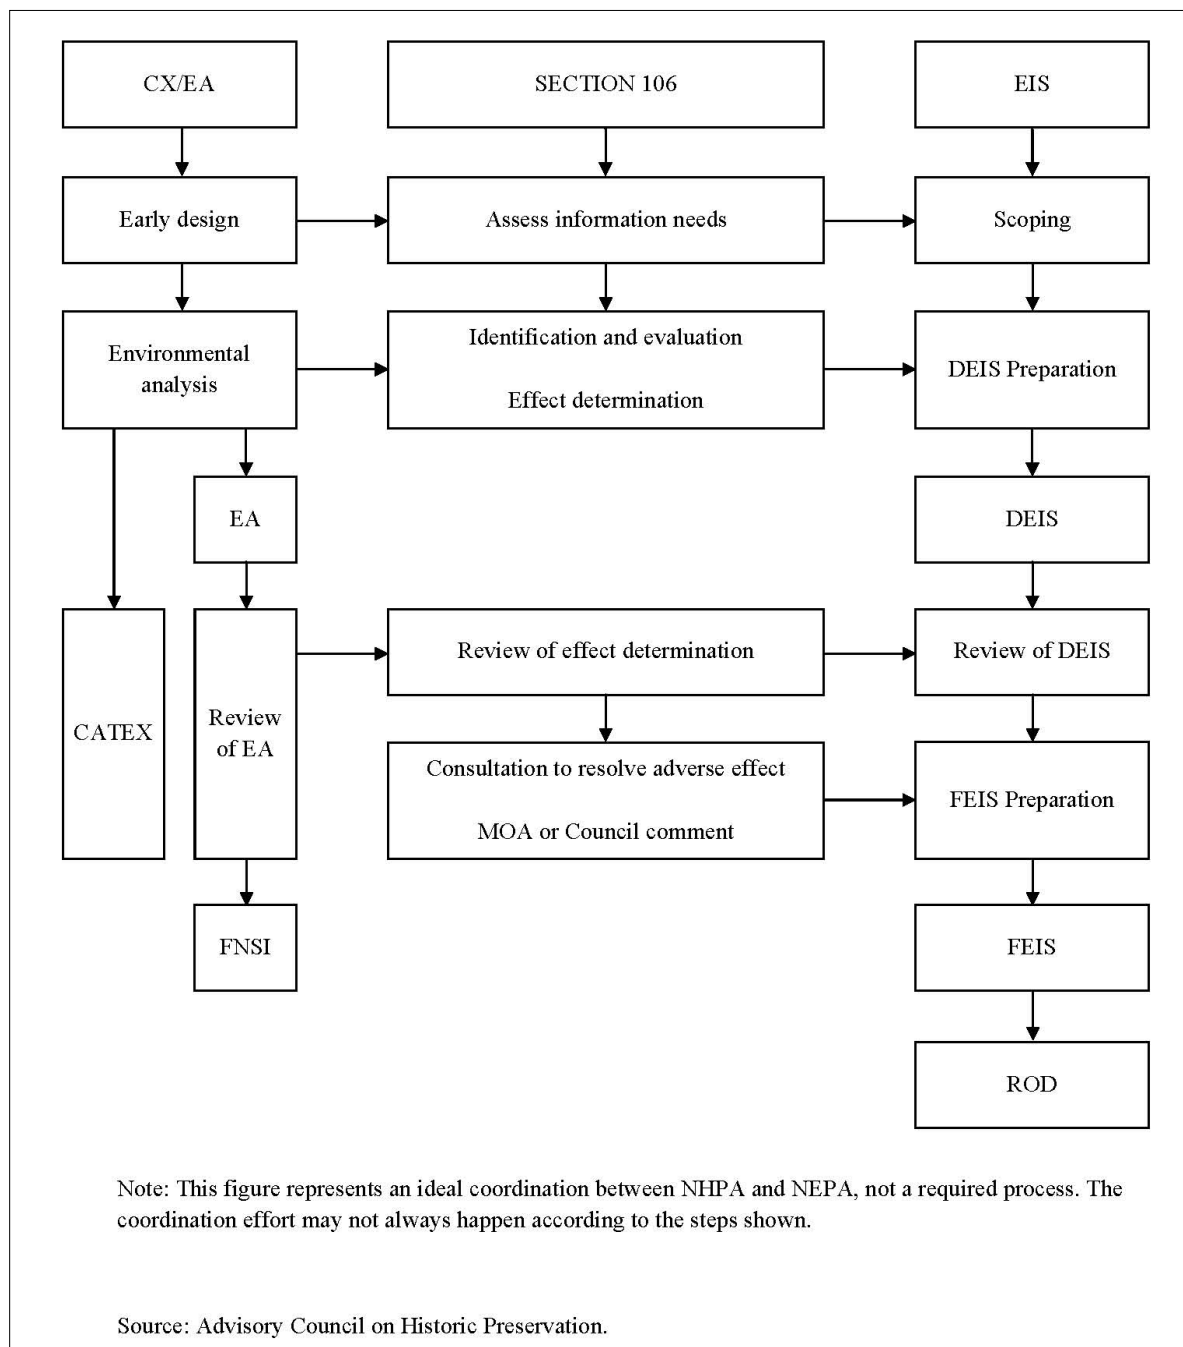 CX/EA
SECTION 106
EIS
Early design
Assess information needs
Scoping
Environmental
analysis
Identification and evaluation
Effect determination
DEIS Preparation
EA
DEIS
CATEX
Review
of EA
Review of effect determination
Review of DEIS
Consultation to resolve adverse effect
MOA or Council comment
FEIS Preparation
FNSI
FEIS
ROD
Note: This figure represents an ideal coordination between NHPA and NEPA, not a required process. The
coordination effort may not always happen according to the steps shown.
Source: Advisory Council on Historic Preservation.